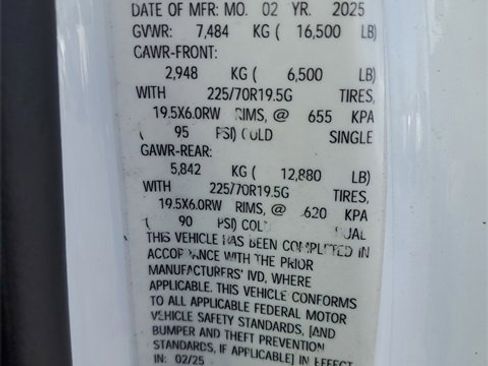 DATE OF MFR: MO. 02 YR. 2025
GVWR: 7,484 KG ( 16,500 LB)
GAWR-FRONT:
2,948 KG ( 6,500 LB)
WITH 225/70R19.5G TIRES,
19.5X6.0RW RIMS, @ 655 KPA
( 95 PSI) COLD SINGLE
GAWR-REAR:
5,842 KG ( 12,880 LB)
WITH 225/70R19.5G TIRES,
19.5X6.0RW RIMS, @ 620 KPA
( 90 PSI) COLD DUAL
THIS VEHICLE HAS BEEN COMPLETED IN
ACCORDANCE WITH THE PRIOR
MANUFACTURERS' IVD, WHERE
APPLICABLE. THIS VEHICLE CONFORMS
TO ALL APPLICABLE FEDERAL MOTOR
VEHICLE SAFETY STANDARDS, [AND
BUMPER AND THEFT PREVENTION
STANDARDS, IF APPLICABLE] IN EFFECT
IN: 02/25